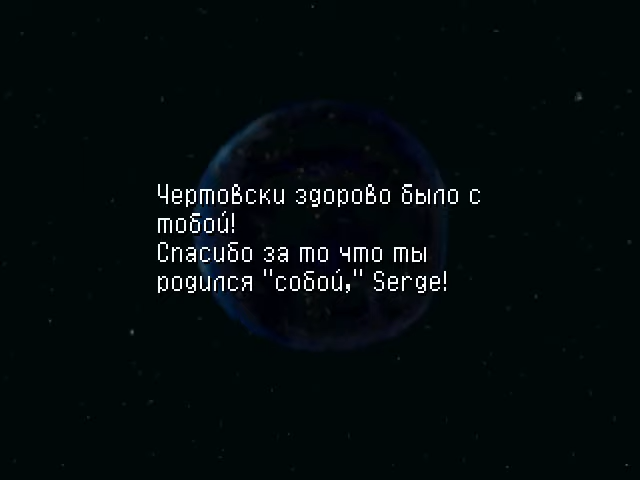 Чертовски здорово было с
тобой!
Спасибо за то что ты
родился "собой," Serge!